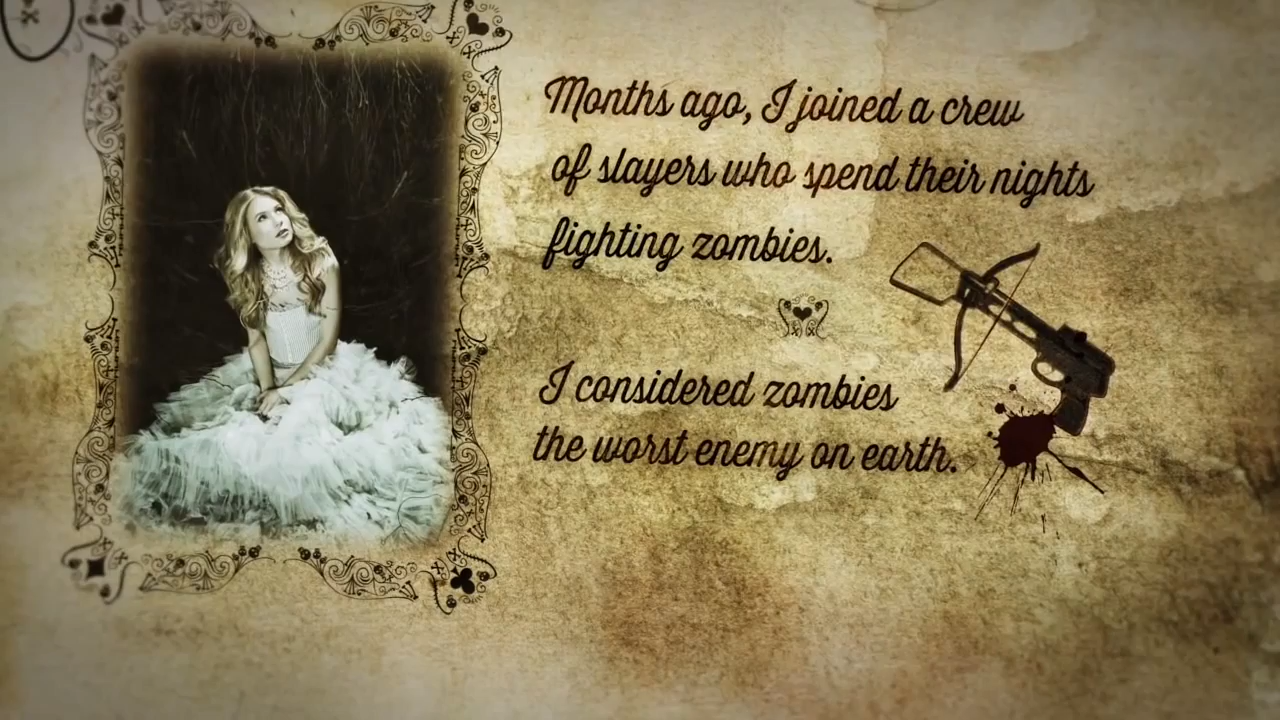 Months ago, I joined a crew
of slayers who spend their nights
fighting zombies.
I considered zombies
the worst enemy on earth.